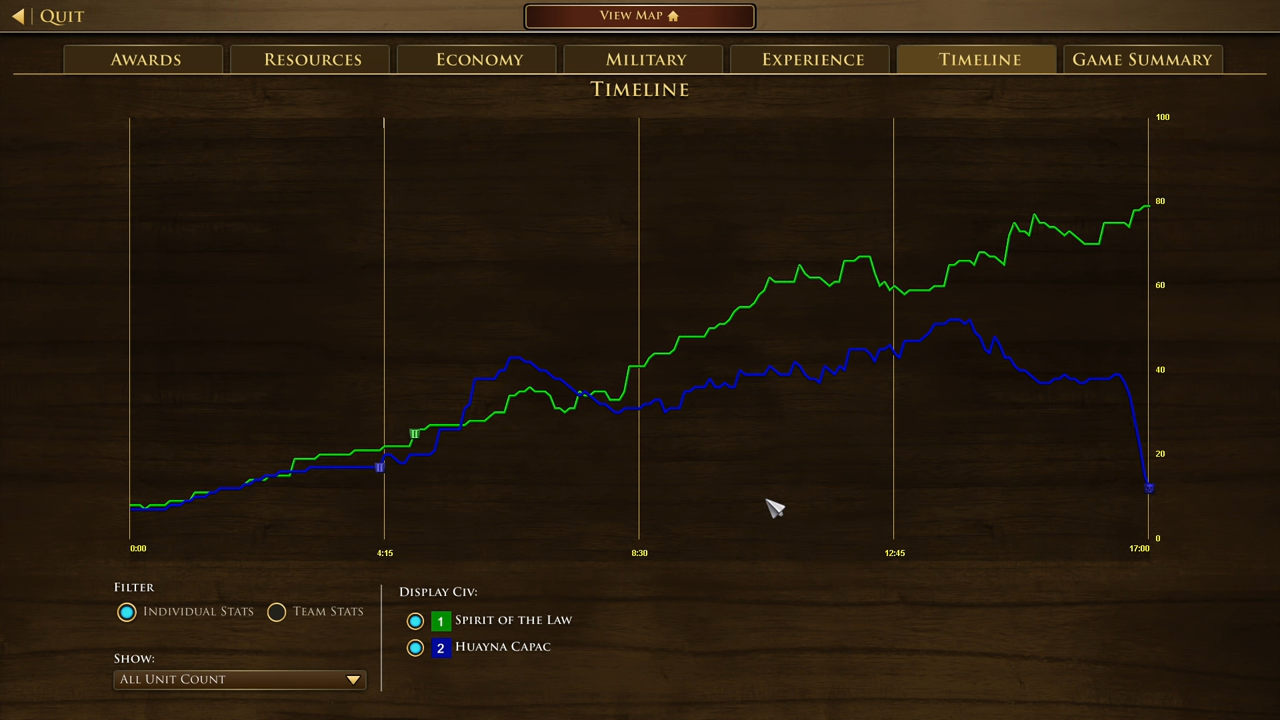 QUIT
VIEW MAP
AWARDS RESOURCES ECONOMY MILITARY EXPERIENCE TIMELINE GAME SUMMARY
TIMELINE
100
80
60
40
20
0
II
II
0:00 4:15 8:30 12:45 17:00
FILTER
INDIVIDUAL STATS TEAM STATS
SHOW:
ALL UNIT COUNT
DISPLAY CIV:
1 SPIRIT OF THE LAW
2 HUAYNA CAPAC